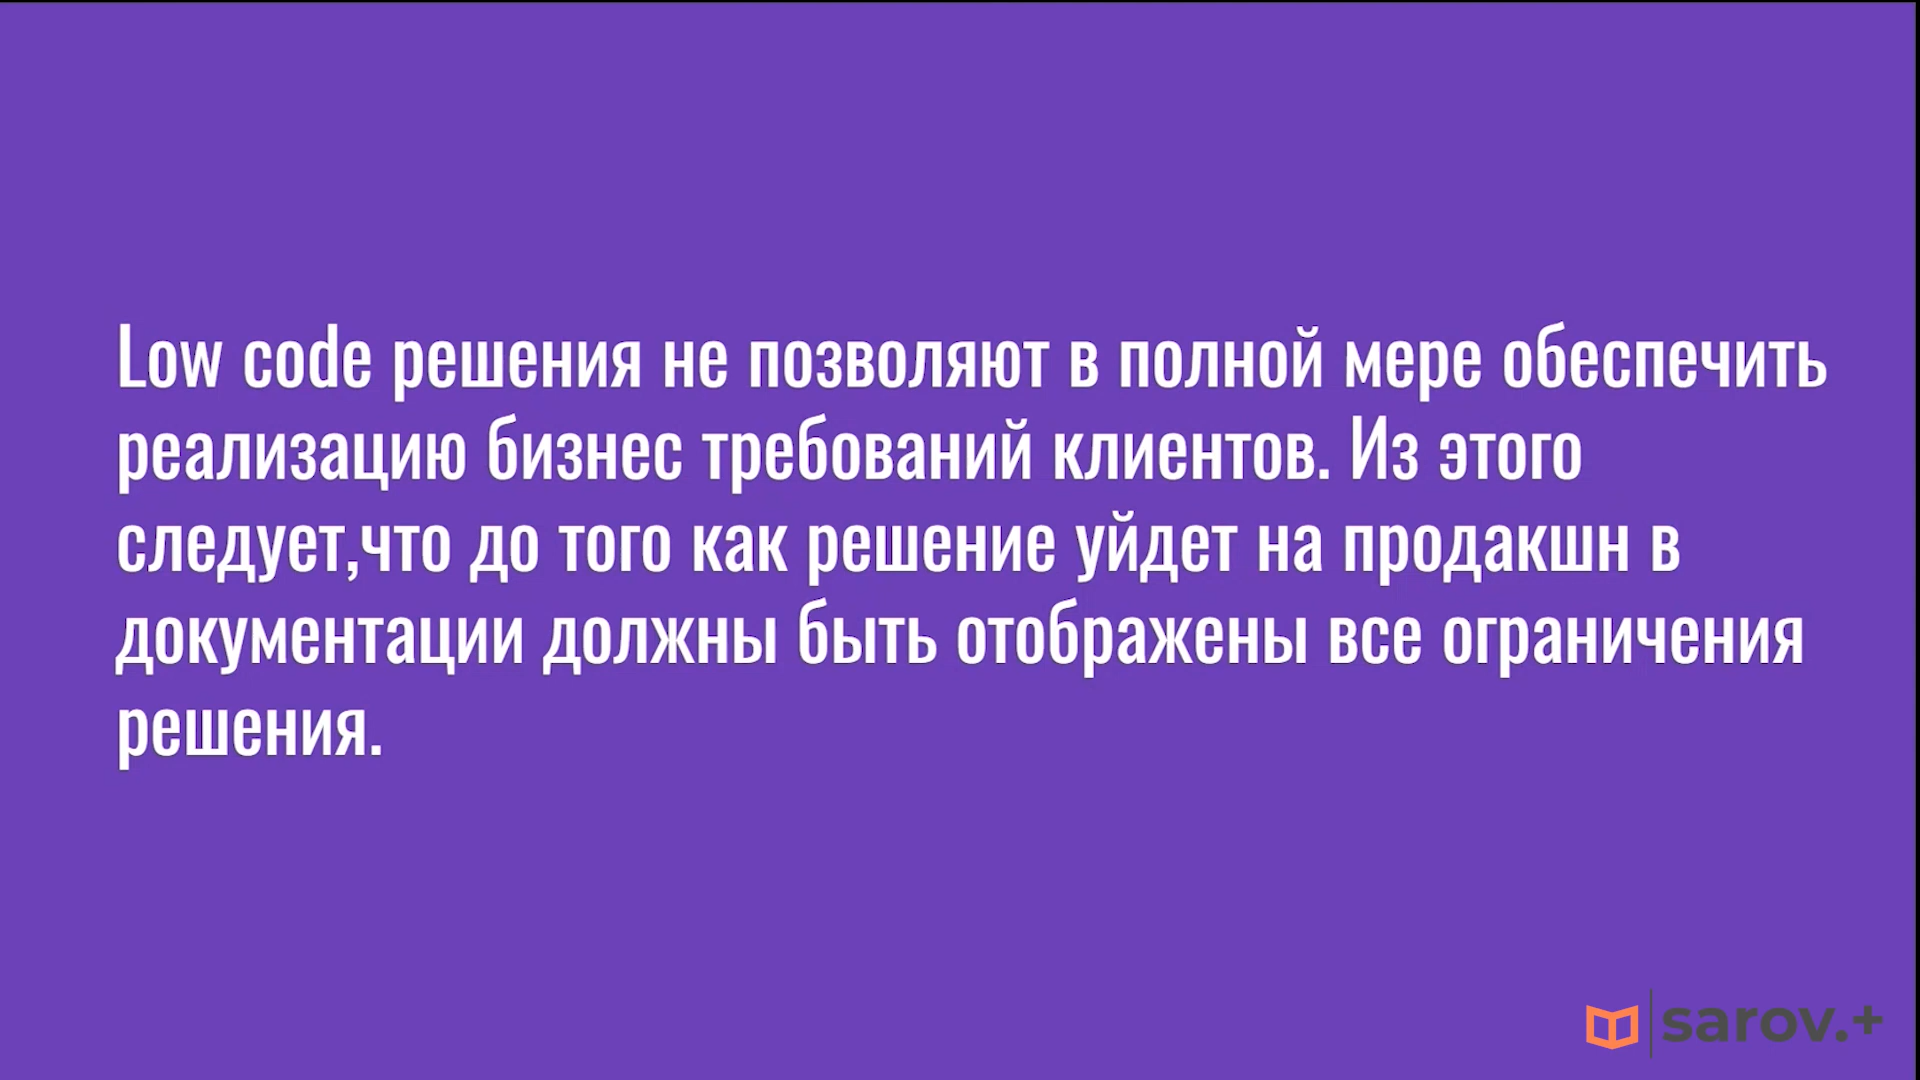 Low code решения не позволяют в полной мере обеспечить
реализацию бизнес требований клиентов. Из этого
следует,что до того как решение уйдет на продакшн в
документации должны быть отображены все ограничения
решения.
sarov.+